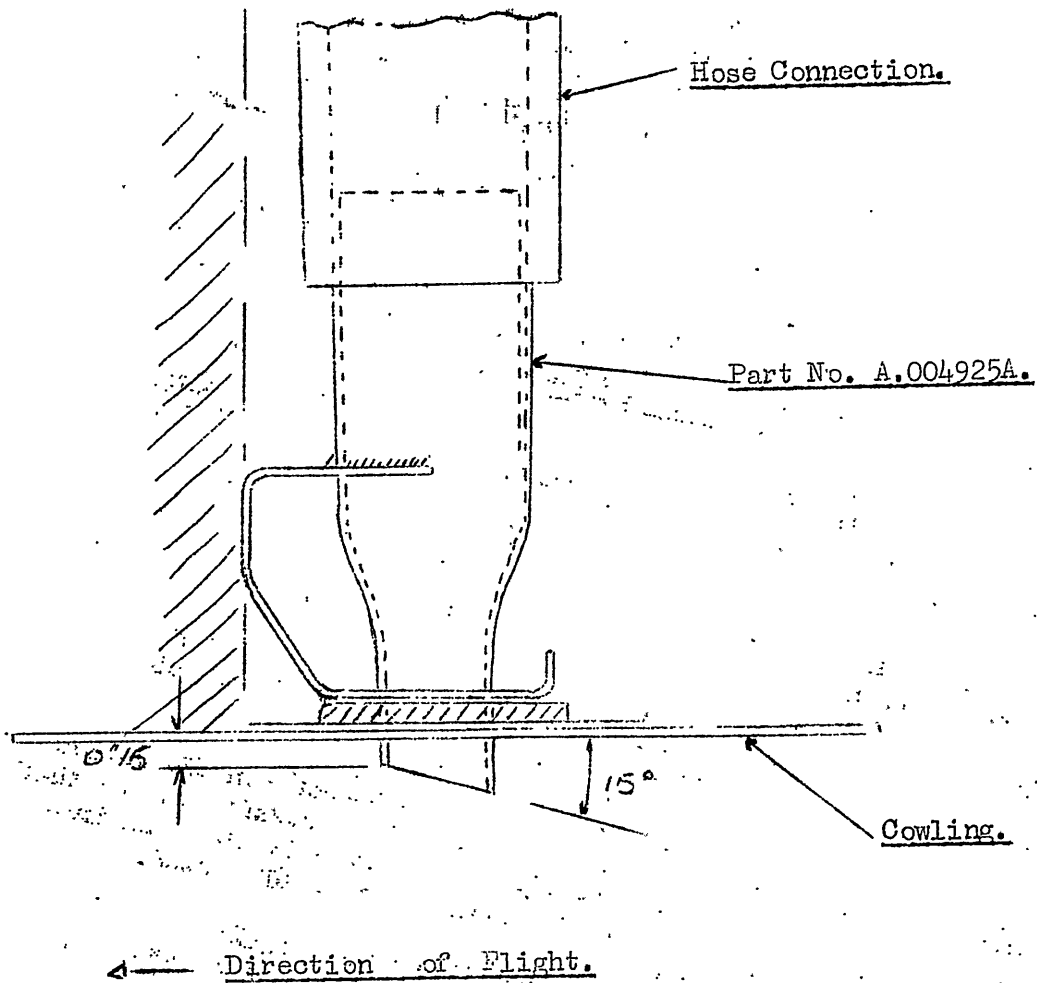 Hose Connection.
Part No. A.004925A.
0"15
15°
Cowling.
Direction of Flight.